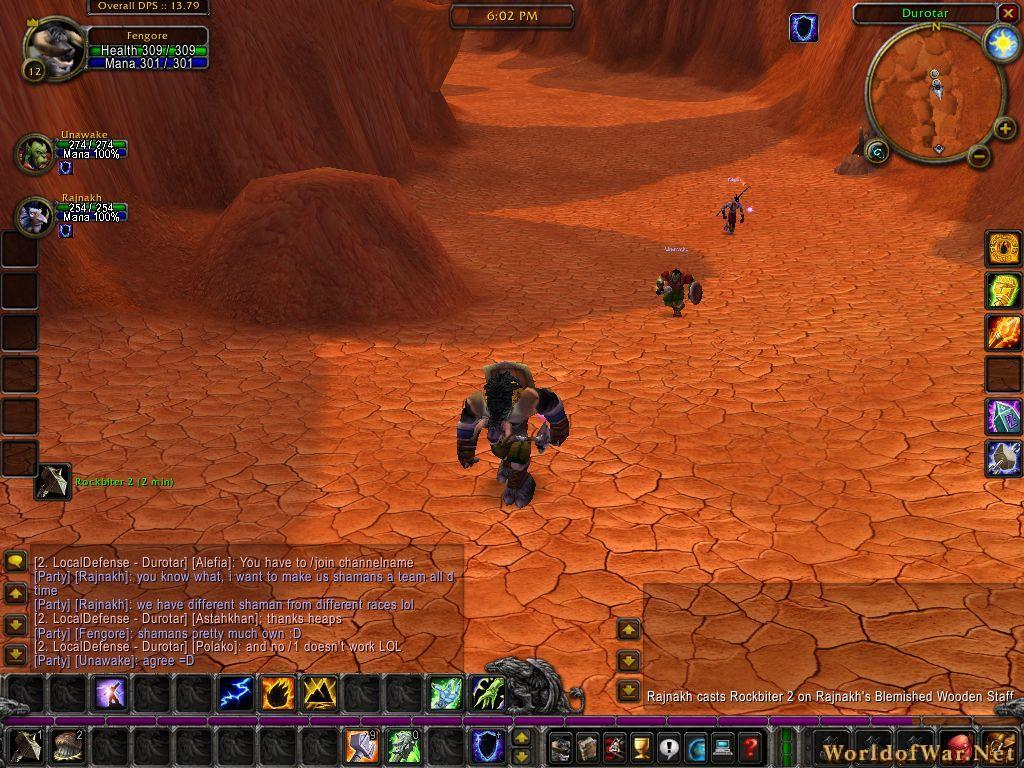 Overall DPS :: 13.79
6:02 PM
Durotar
N
Fengore
Health 309 / 309
Mana 301 / 301
12
Unawake
274 / 274
Mana 100%
Rajnakh
254 / 254
Mana 100%
Unawake
Rockbiter 2 (2 min)
[2. LocalDefense - Durotar] [Alefia]: You have to /join channelname
[Party] [Rajnakh]: you know what, i want to make us shamans a team all d
time
[Party] [Rajnakh]: we have different shaman from different races lol
[2. LocalDefense - Durotar] [Astahkhan]: thanks heaps
[Party] [Fengore]: shamans pretty much own :D
[2. LocalDefense - Durotar] [Polako]: and no /1 doesn't work LOL
[Party] [Unawake]: agree =D
Rajnakh casts Rockbiter 2 on Rajnakh's Blemished Wooden Staff.
1
2
9
0
WorldofWar.Net